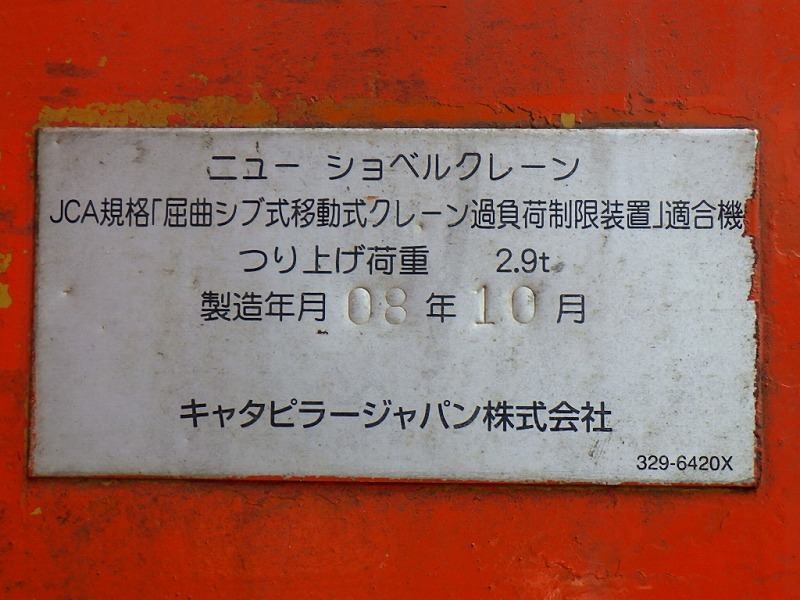 ニュー ショベルクレーン
JCA規格「屈曲ジブ式移動式クレーン過負荷制限装置」適合機
つり上げ荷重 2.9t
製造年月 08 年 10 月
キャタピラージャパン株式会社
329-6420X